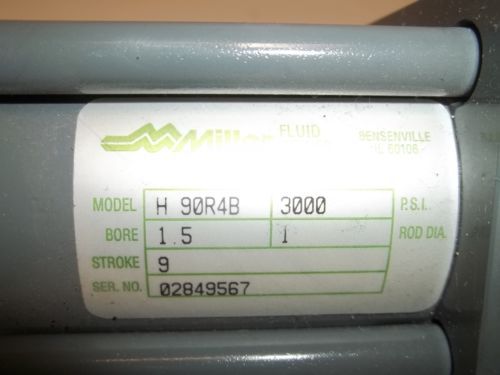 Miller FLUID
BENSENVILLE
IL 60106
MODEL H 90R4B 3000 P.S.I.
BORE 1.5 1 ROD DIA.
STROKE 9
SER. NO. 02849567